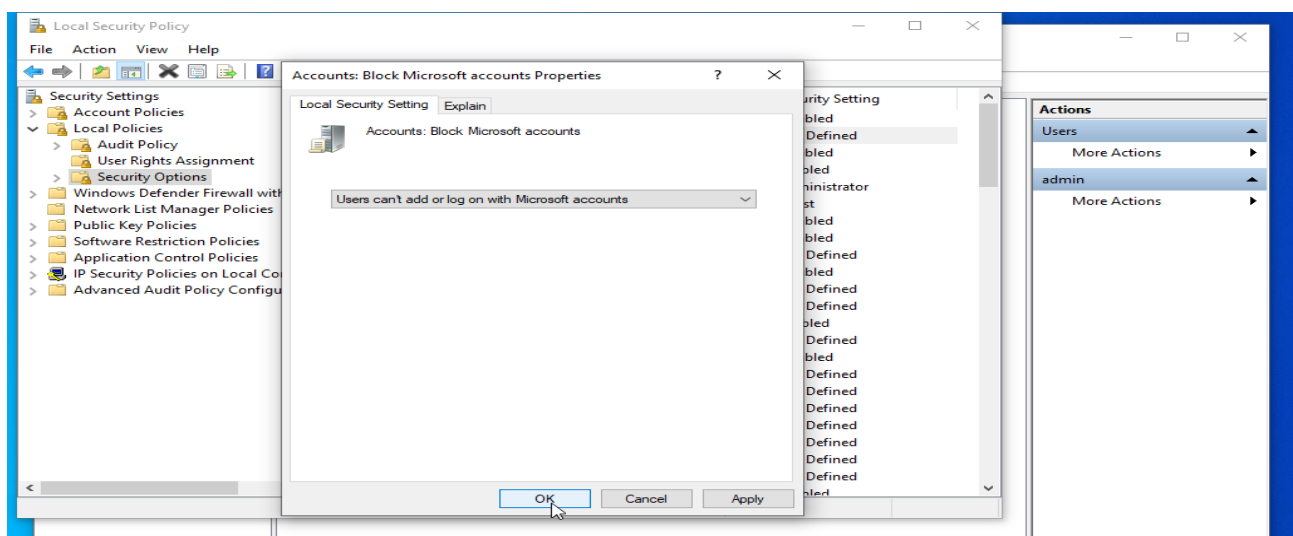 Local Security Policy
File Action View Help
Accounts: Block Microsoft accounts Properties
?
Security Settings
Account Policies
Local Policies
Audit Policy
User Rights Assignment
Security Options
Windows Defender Firewall with
Network List Manager Policies
Public Key Policies
Software Restriction Policies
Application Control Policies
IP Security Policies on Local Co
Advanced Audit Policy Configu
Local Security Setting Explain
Accounts: Block Microsoft accounts
Users can't add or log on with Microsoft accounts
OK Cancel Apply
urity Setting
bled
Defined
bled
bled
ninistrator
st
bled
bled
Defined
bled
Defined
Defined
bled
Defined
bled
Defined
Defined
Defined
Defined
Defined
Defined
bled
Actions
Users
More Actions
admin
More Actions